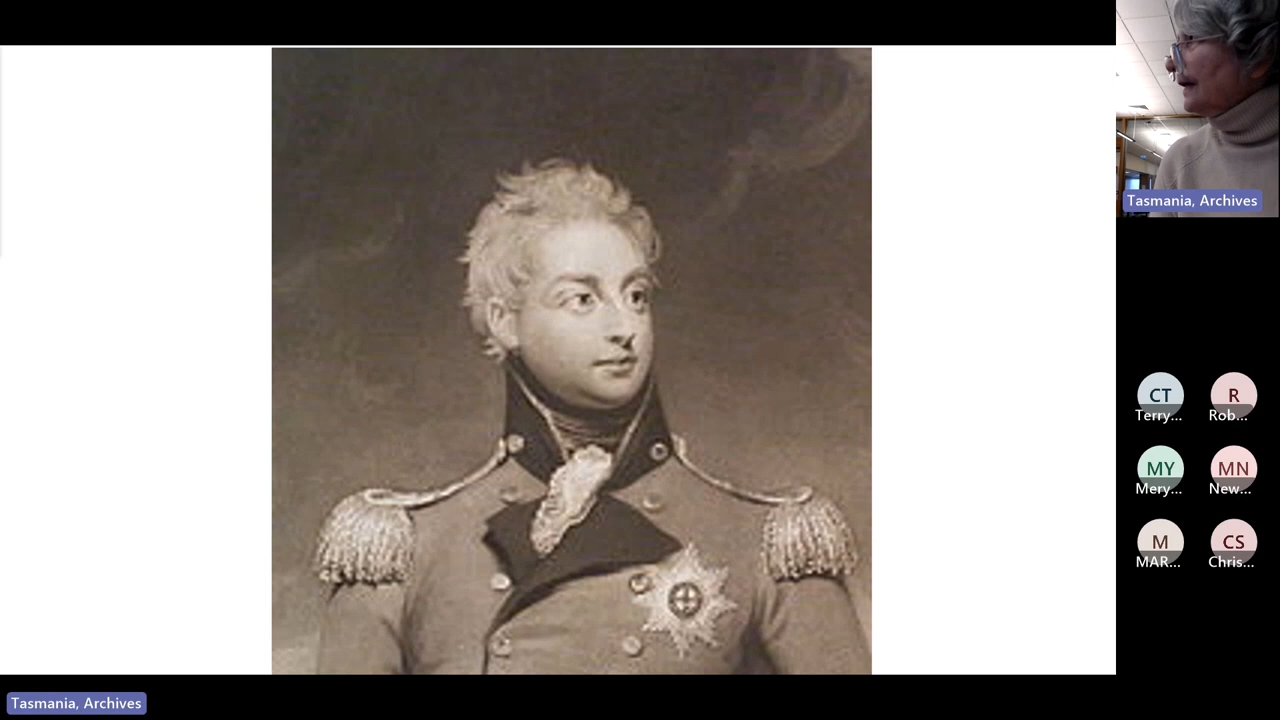 Tasmania, Archives
CT
R
Terry...
Rob...
MY
MN
Mery...
New...
M
CS
MAR...
Chris...
Tasmania, Archives